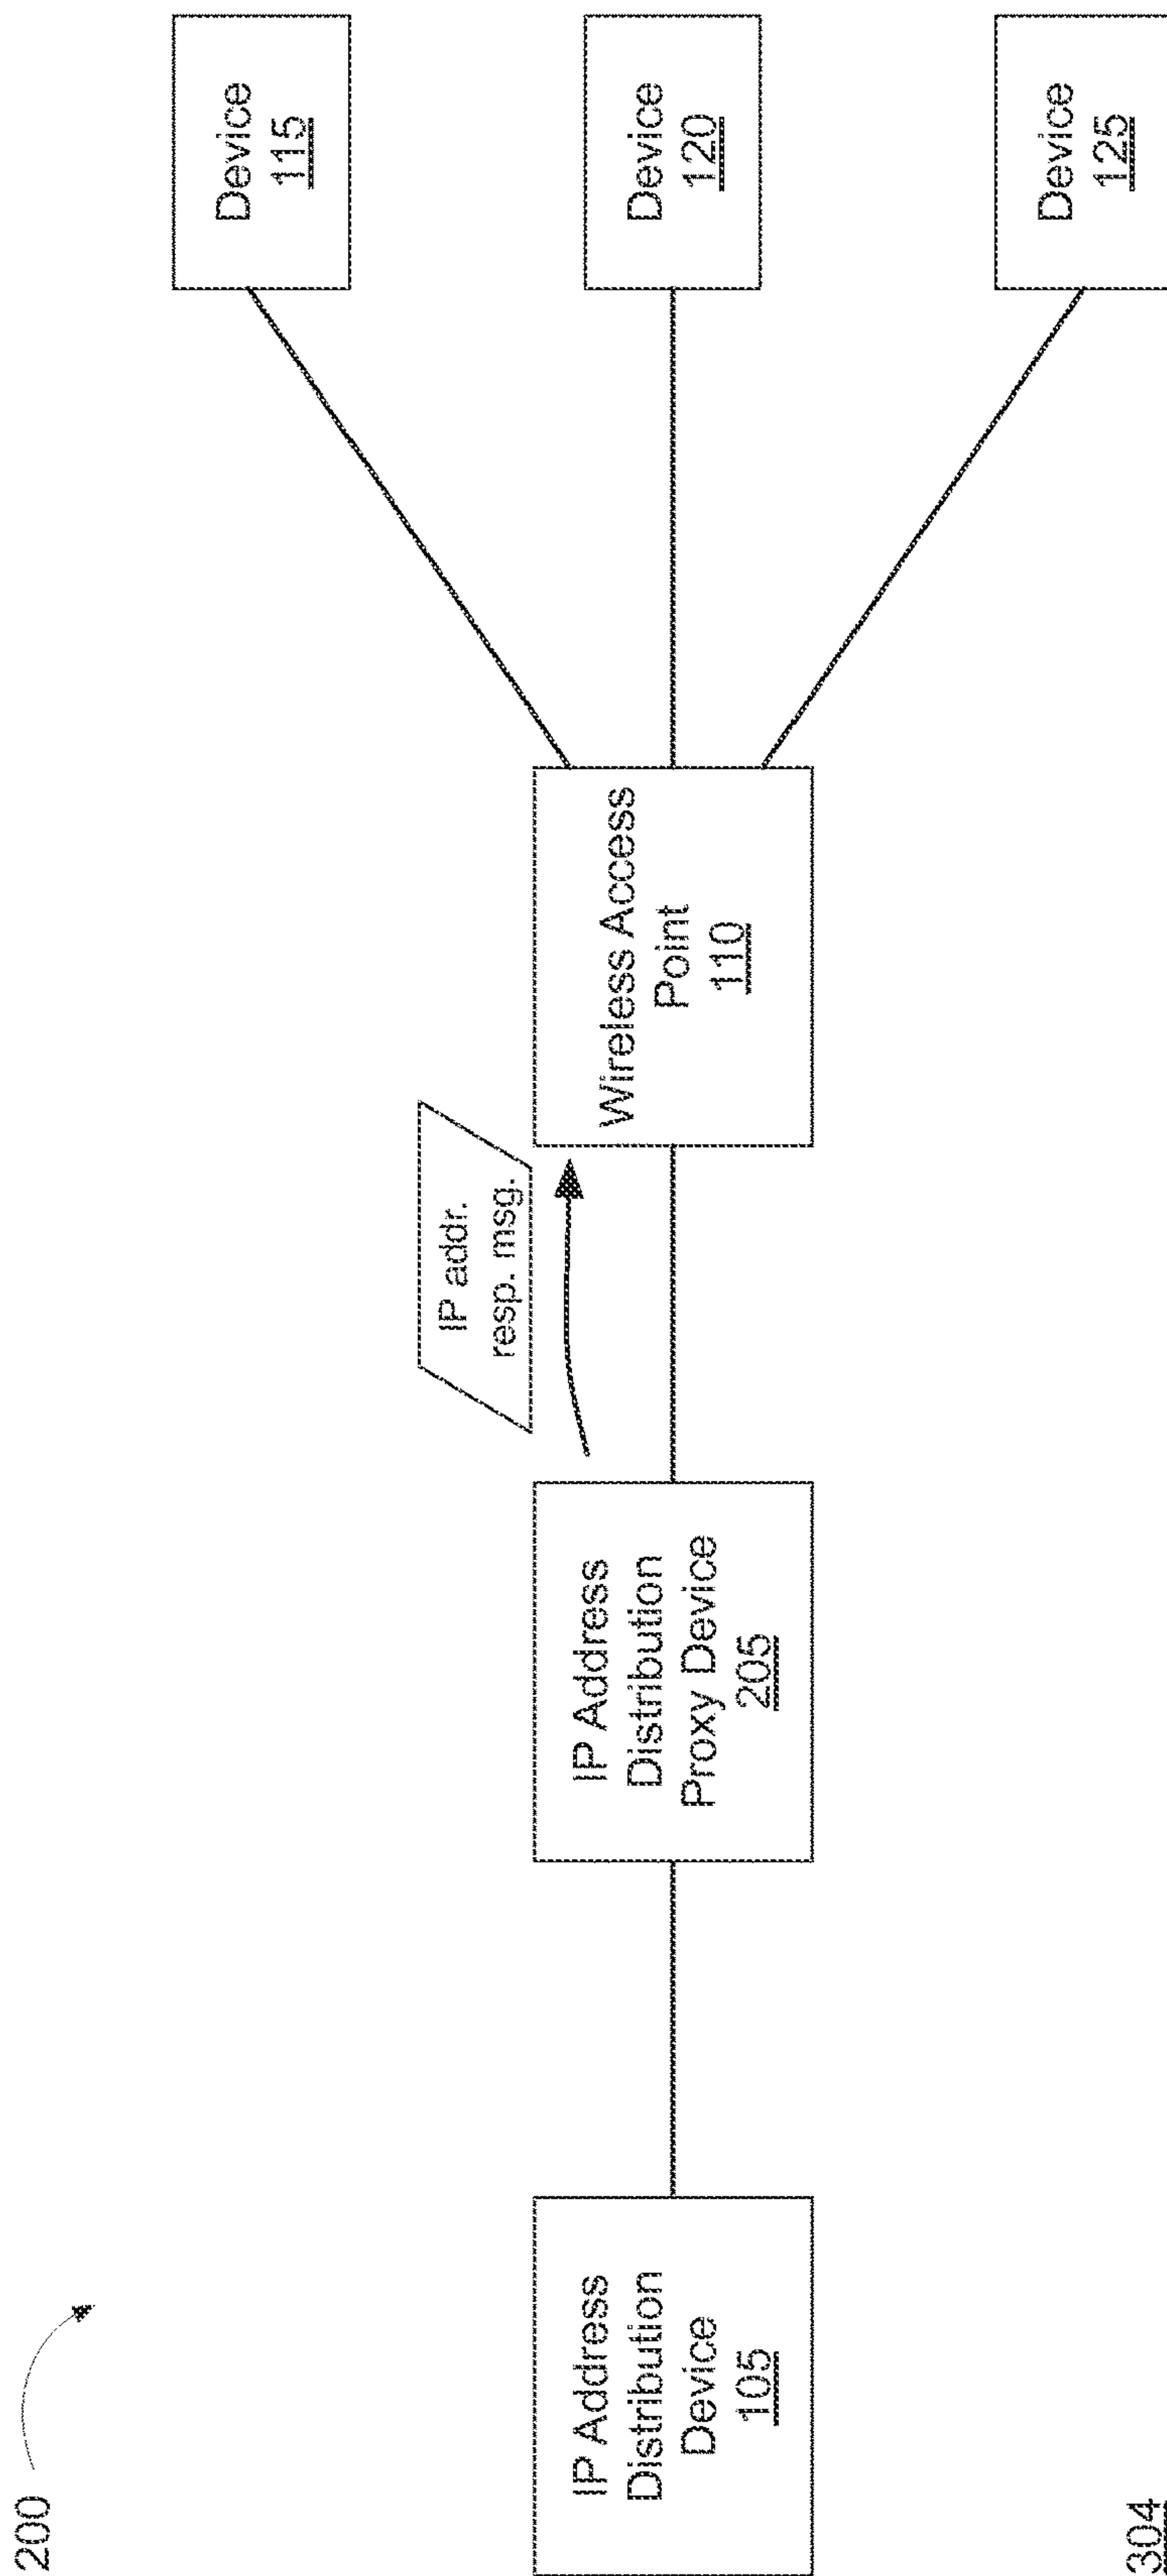 200
IP Address
Distribution
Device
105
IP Address
Distribution
Proxy Device
205
IP addr.
resp. msg.
Wireless Access
Point
110
Device
115
Device
120
Device
125
304